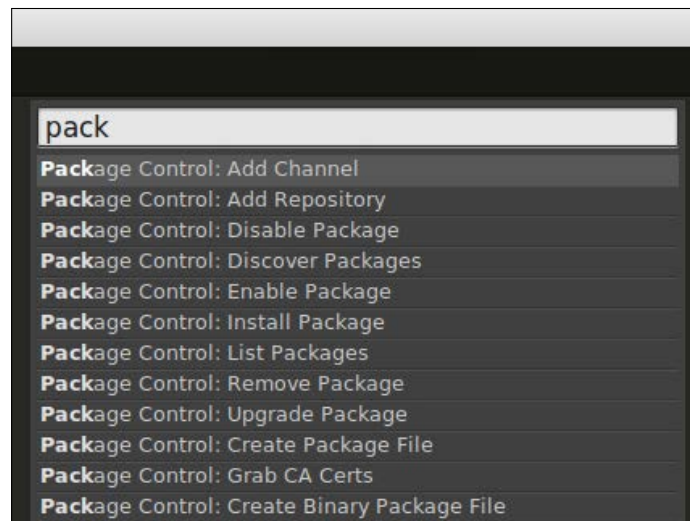 pack
Package Control: Add Channel
Package Control: Add Repository
Package Control: Disable Package
Package Control: Discover Packages
Package Control: Enable Package
Package Control: Install Package
Package Control: List Packages
Package Control: Remove Package
Package Control: Upgrade Package
Package Control: Create Package File
Package Control: Grab CA Certs
Package Control: Create Binary Package File